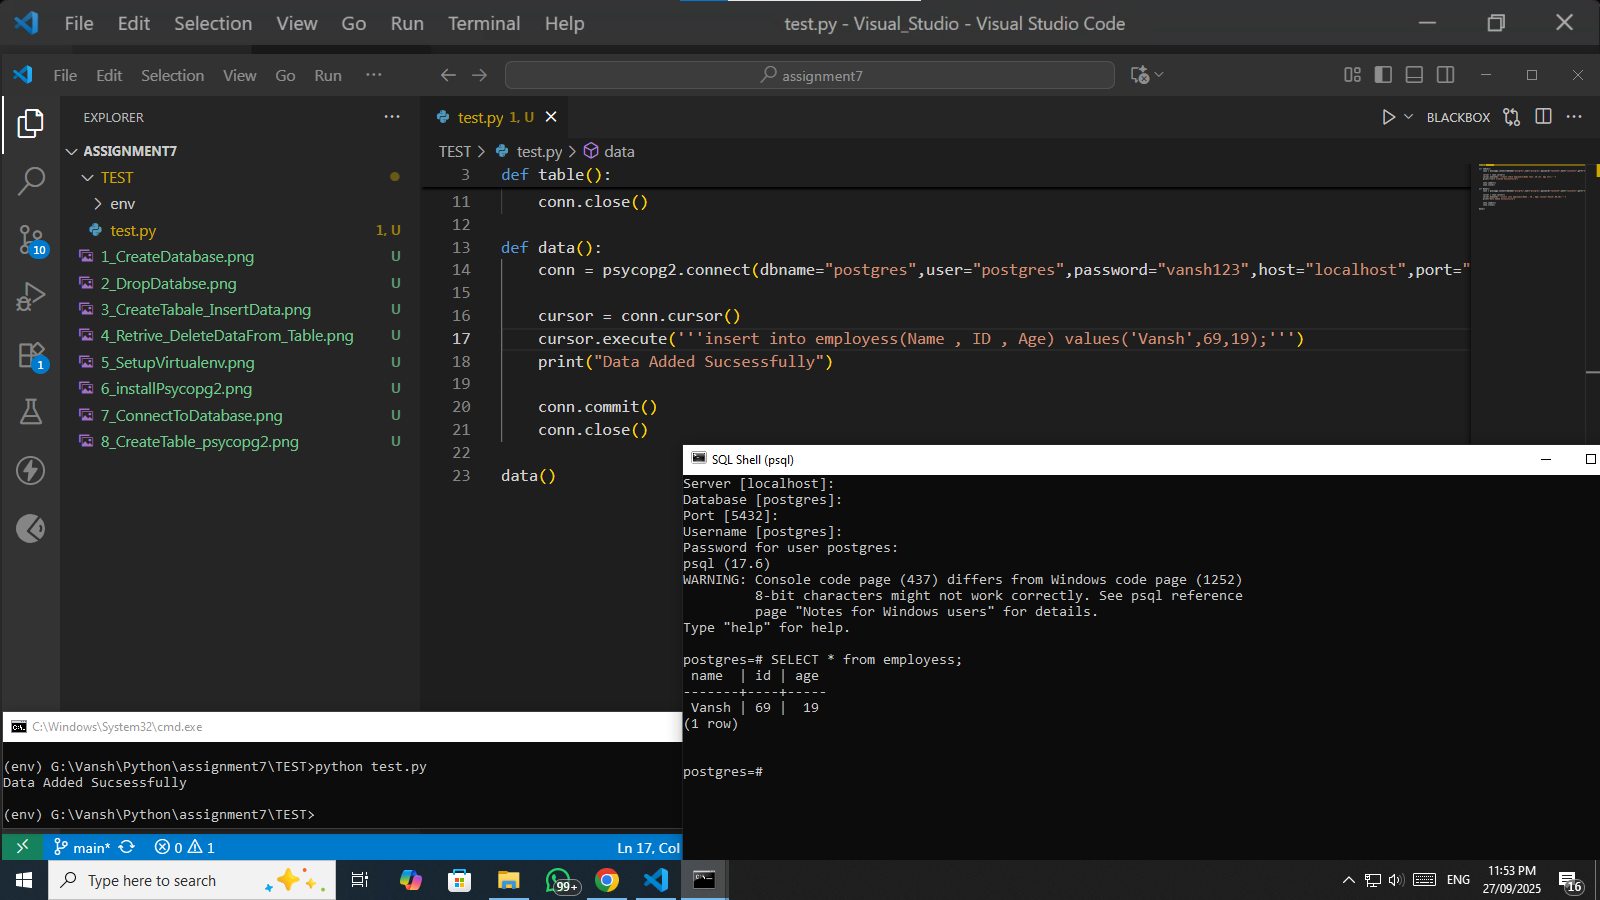 File Edit Selection View Go Run Terminal Help test.py - Visual_Studio - Visual Studio Code
File Edit Selection View Go Run ··· assignment7
EXPLORER ···
ASSIGNMENT7
TEST
env
test.py 1, U
1_CreateDatabase.png U
2_DropDatabse.png U
3_CreateTabale_InsertData.png U
4_Retrive_DeleteDataFrom_Table.png U
5_SetupVirtualenv.png U
6_installPsycopg2.png U
7_ConnectToDatabase.png U
8_CreateTable_psycopg2.png U
10
1
test.py 1, U
BLACKBOX ···
TEST > test.py > data
3 def table():
11 conn.close()
12
13 def data():
14 conn = psycopg2.connect(dbname="postgres",user="postgres",password="vansh123",host="localhost",port="
15
16 cursor = conn.cursor()
17 cursor.execute('''insert into employess(Name , ID , Age) values('Vansh',69,19);''')
18 print("Data Added Sucsessfully")
19
20 conn.commit()
21 conn.close()
22
23 data()
SQL Shell (psql)
Server [localhost]:
Database [postgres]:
Port [5432]:
Username [postgres]:
Password for user postgres:
psql (17.6)
WARNING: Console code page (437) differs from Windows code page (1252)
8-bit characters might not work correctly. See psql reference
page "Notes for Windows users" for details.
Type "help" for help.
postgres=# SELECT * from employess;
name | id | age
-------+----+-----
Vansh | 69 | 19
(1 row)
postgres=#
C:\Windows\System32\cmd.exe
(env) G:\Vansh\Python\assignment7\TEST>python test.py
Data Added Sucsessfully
(env) G:\Vansh\Python\assignment7\TEST>
main* 0 1 Ln 17, Col
Type here to search
99+
ENG
11:53 PM
27/09/2025
16